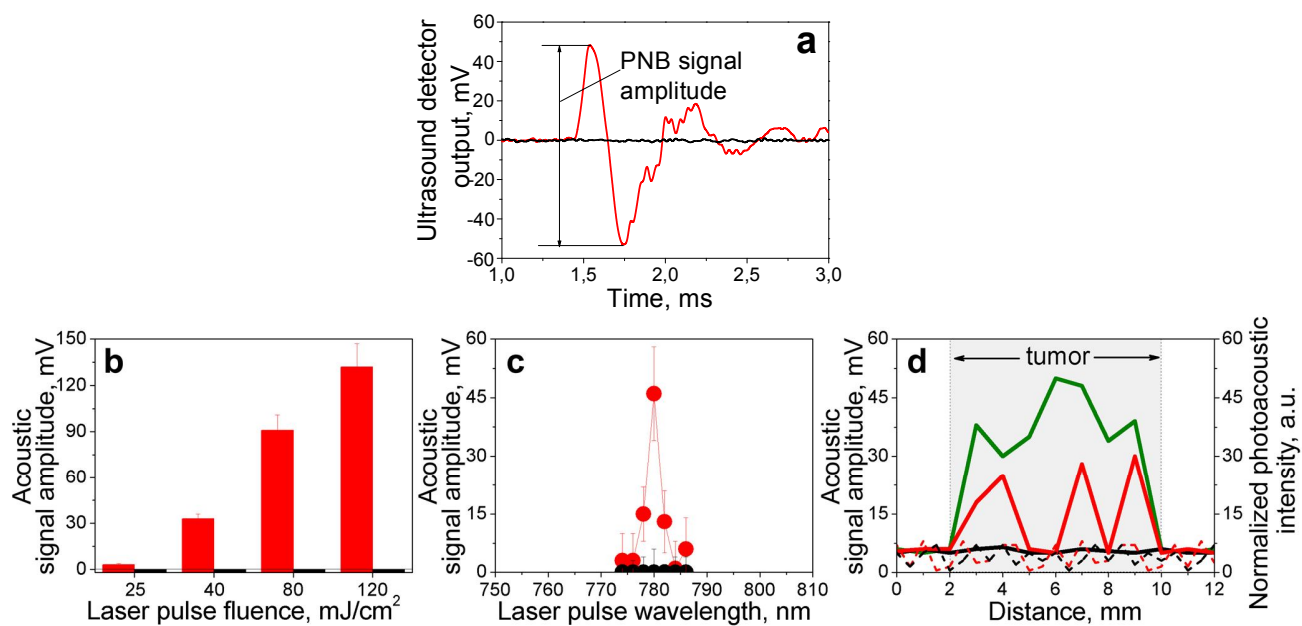 a
Ultrasound detector
output, mV
60
40
20
0
-20
-40
-60
PNB signal
amplitude
1,0 1,5 2,0 2,5 3,0
Time, ms
b
Acoustic
signal amplitude, mV
150
120
90
60
30
0
25 40 80 120
Laser pulse fluence, mJ/cm²
c
Acoustic
signal amplitude, mV
60
45
30
15
0
750 760 770 780 790 800 810
Laser pulse wavelength, nm
d
tumor
Acoustic
signal amplitude, mV
60
45
30
15
0
0 2 4 6 8 10 12
Distance, mm
60
50
40
30
20
10
0
Normalized photoacoustic
intensity, a.u.